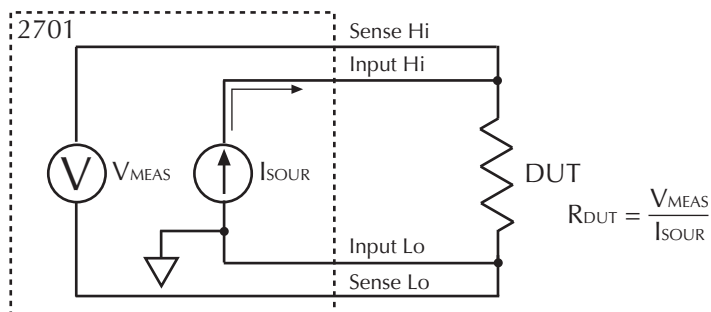 2701
Sense Hi
Input Hi
V
VMEAS
ISOUR
DUT
RDUT = VMEAS / ISOUR
Input Lo
Sense Lo